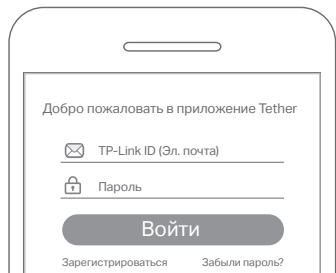 Добро пожаловать в приложение Tether
TP-Link ID (Эл. почта)
Пароль
Войти
Зарегистрироваться Забыли пароль?